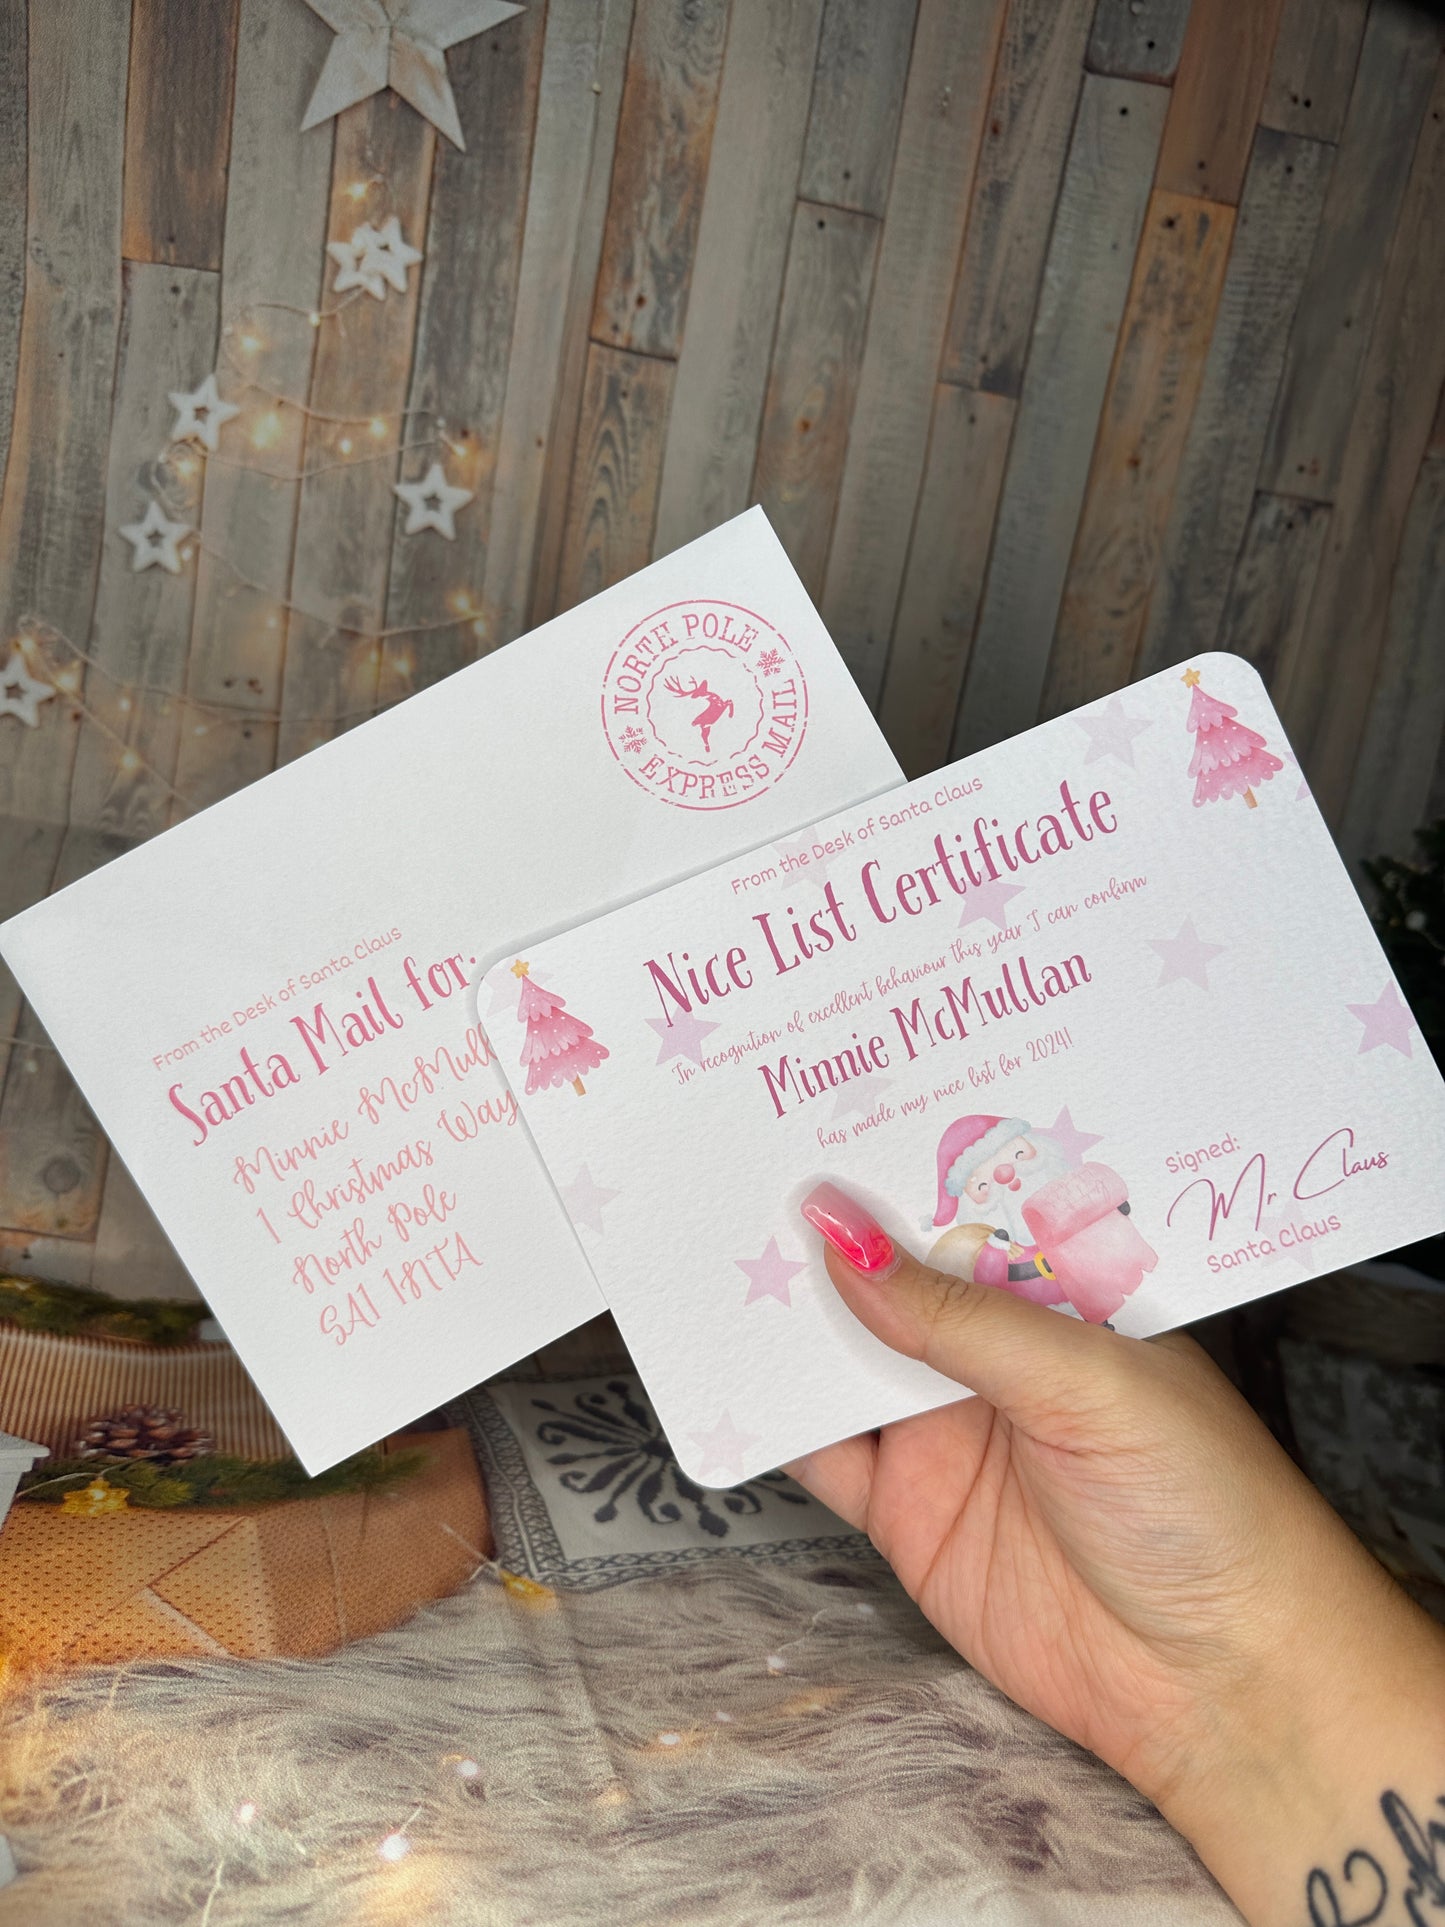 NORTH POLE
EXPRESS MAIL
From the Desk of Santa Claus
Santa Mail for:
Minnie McMull
1 Christmas Way
North Pole
SA1 1NTA
From the Desk of Santa Claus
Nice List Certificate
In recognition of excellent behaviour this year I can confirm
Minnie McMullan
has made my nice list for 2024!
Signed:
Mr Claus
Santa Claus